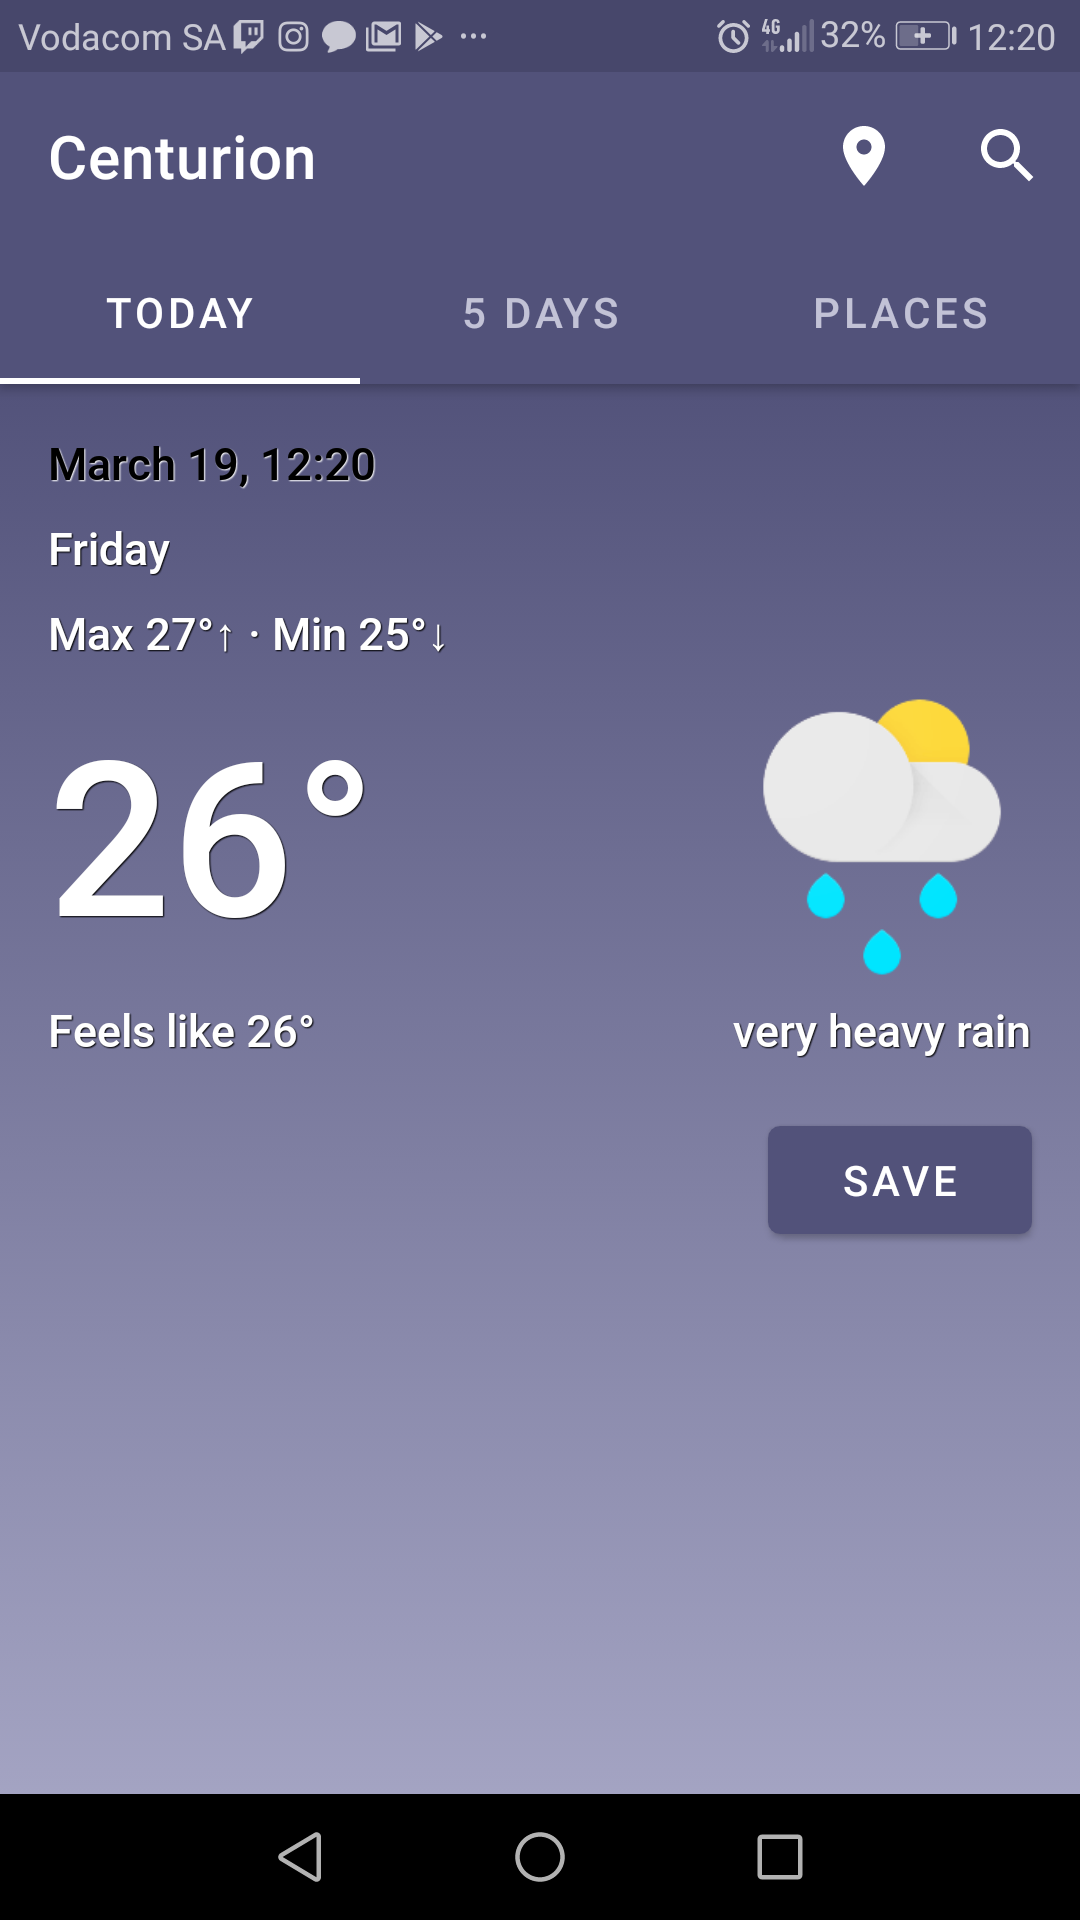 Vodacom SA 4G 32% 12:20
Centurion
TODAY 5 DAYS PLACES
March 19, 12:20
Friday
Max 27°↑ · Min 25°↓
26°
Feels like 26° very heavy rain
SAVE